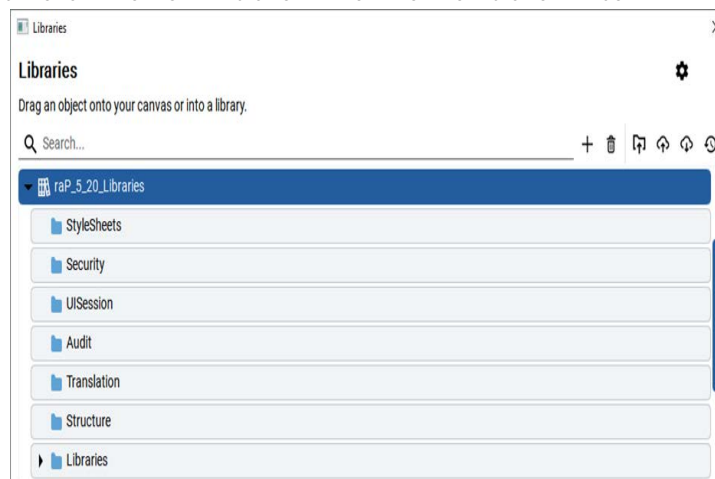 Libraries
Libraries
Drag an object onto your canvas or into a library.
Search...
raP_5_20_Libraries
StyleSheets
Security
UISession
Audit
Translation
Structure
Libraries